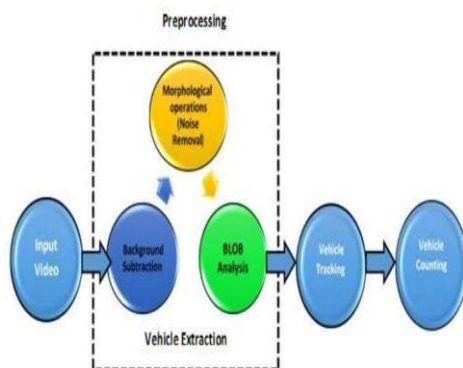 Preprocessing
Morphological
operations
(Noise
Removal)
Input
Video
Background
Subtraction
BLOB
Analysis
Vehicle
Tracking
Vehicle
Counting
Vehicle Extraction